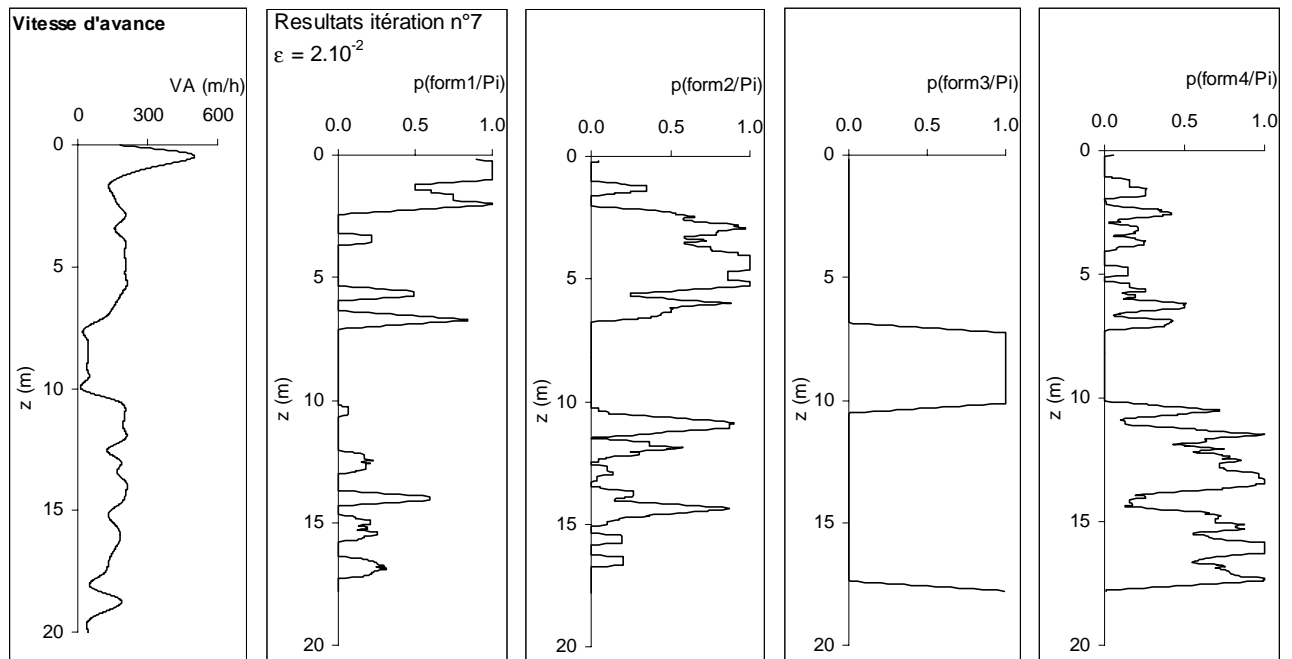 Vitesse d'avance
VA (m/h)
0 300 600
0
5
10
15
20
z (m)
Resultats itération n°7
ε = 2.10-2
p(form1/Pi)
0.0 0.5 1.0
0
5
10
15
20
z (m)
p(form2/Pi)
0.0 0.5 1.0
0
5
10
15
20
z (m)
p(form3/Pi)
0.0 0.5 1.0
0
5
10
15
20
z (m)
p(form4/Pi)
0.0 0.5 1.0
0
5
10
15
20
z (m)